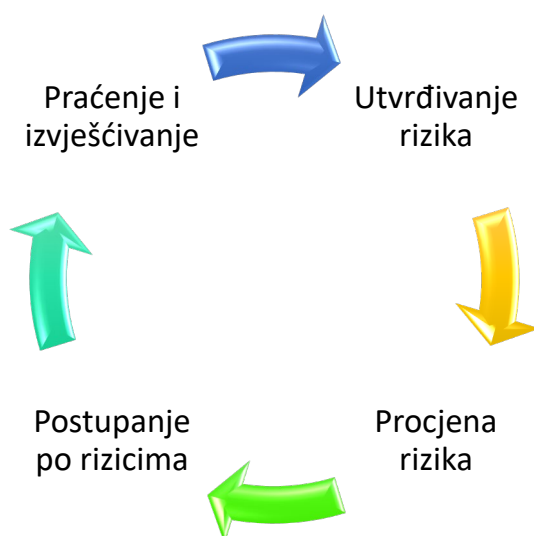 Praćenje i
izvješćivanje
Utvrđivanje
rizika
Postupanje
po rizicima
Procjena
rizika